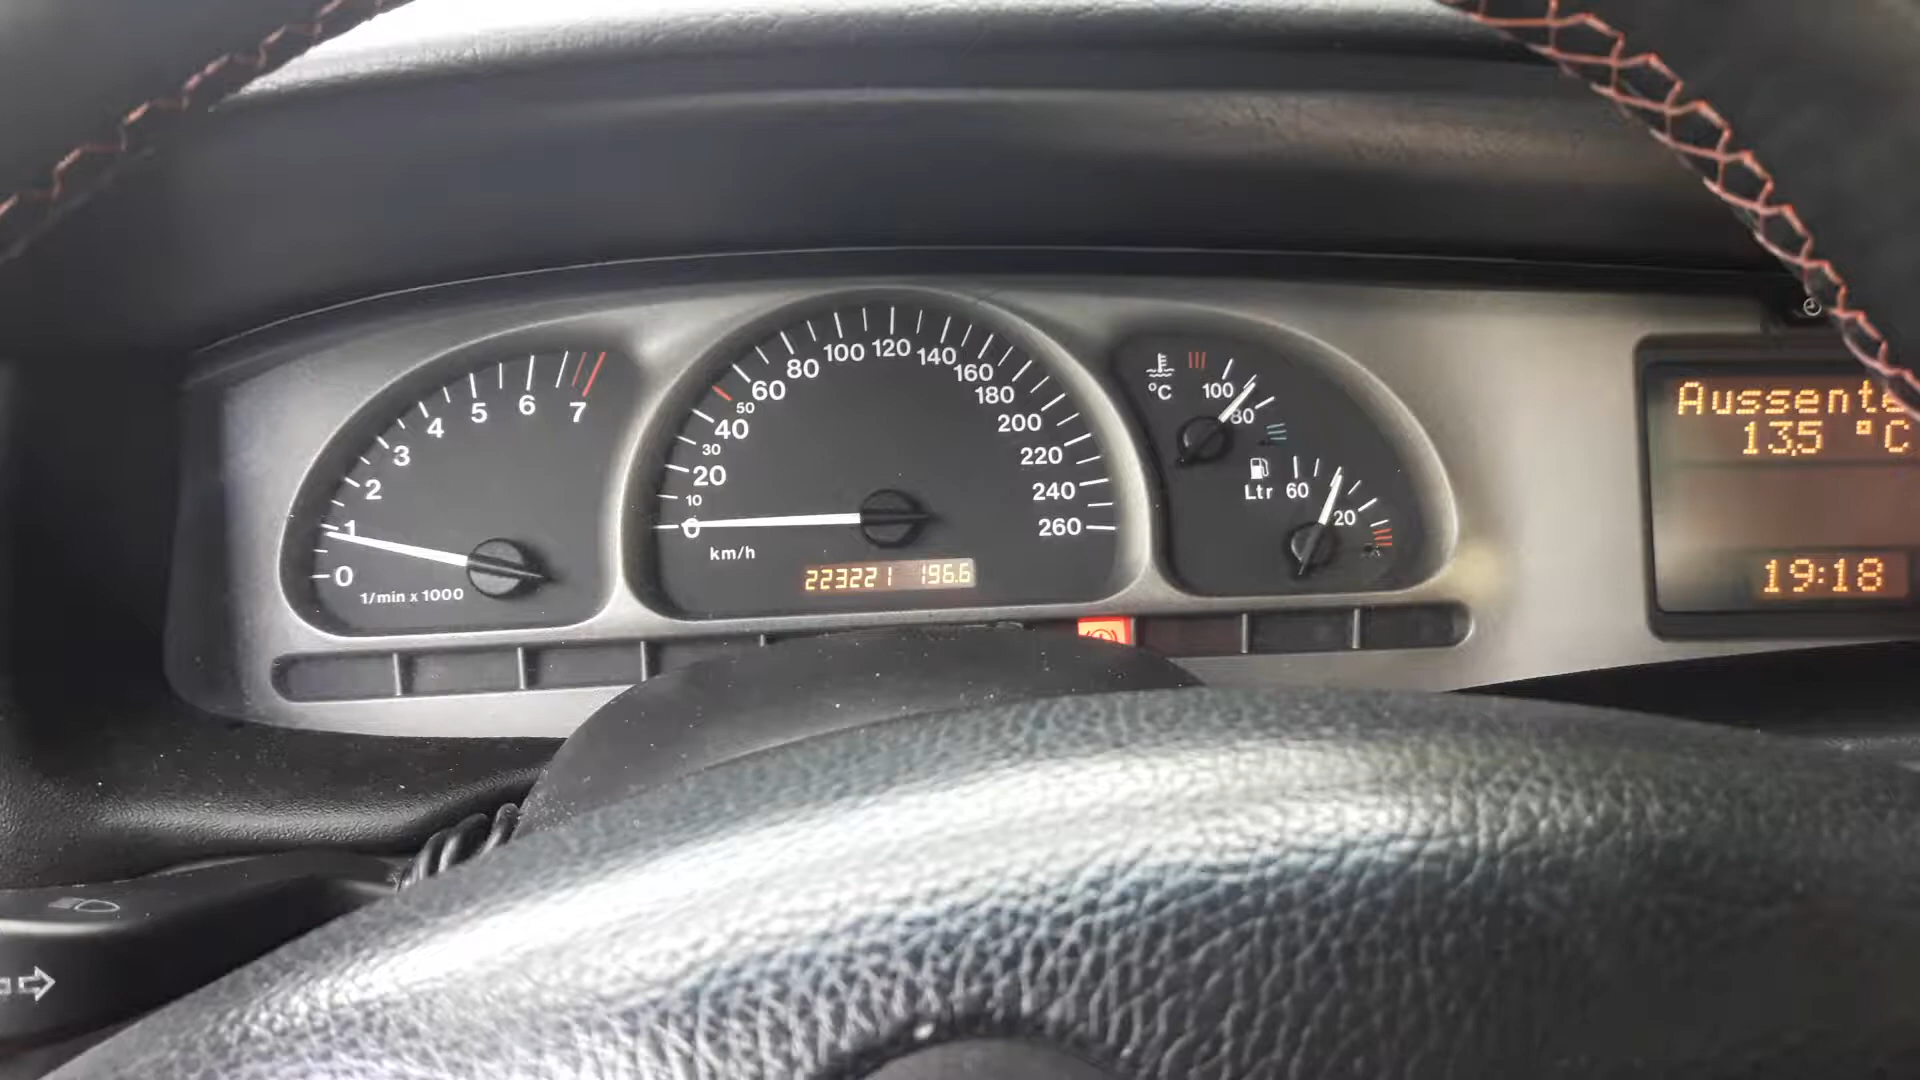 0 1 2 3 4 5 6 7
1/min x 1000
0 10 20 30 40 50 60 80 100 120 140 160 180 200 220 240 260
km/h
223221 196.6
°C 100 80
Ltr 60 20
13,5 °C
19:18